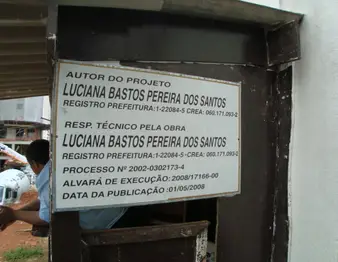 AUTOR DO PROJETO
LUCIANA BASTOS PEREIRA DOS SANTOS
REGISTRO PREFEITURA:1-22084-5 CREA: 060.171.093-2
RESP. TÉCNICO PELA OBRA
LUCIANA BASTOS PEREIRA DOS SANTOS
REGISTRO PREFEITURA:1-22084-5 -CREA: 060.171.093-2
PROCESSO Nº 2002-0302173-4
ALVARÁ DE EXECUÇÃO: 2008/17166-00
DATA DA PUBLICAÇÃO :01/05/2008